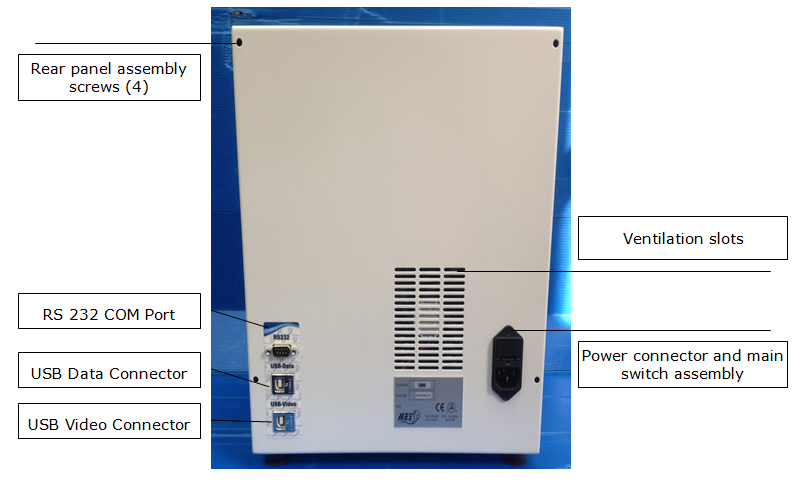 Rear panel assembly
screws (4)
Ventilation slots
RS 232 COM Port
RS232
USB Data Connector
USB-Data
Power connector and main
switch assembly
USB Video Connector
USB-Video
CE